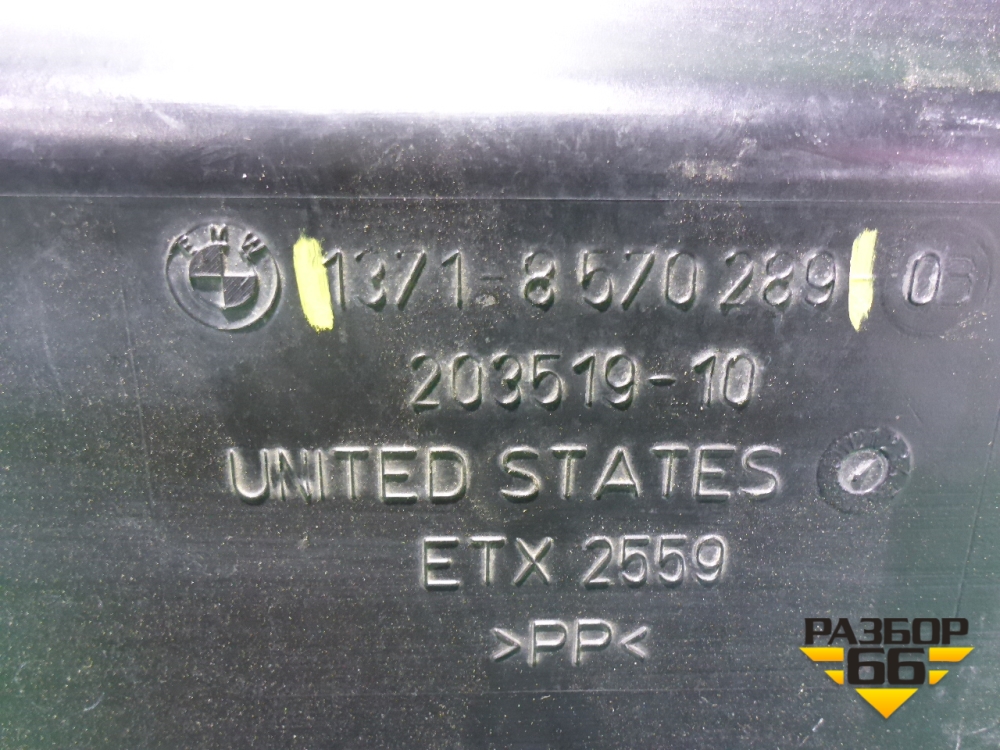 BMW 1371-8 570 289-03
203519-10
UNITED STATES
ETX 2559
>PP<
РАЗБОР
66